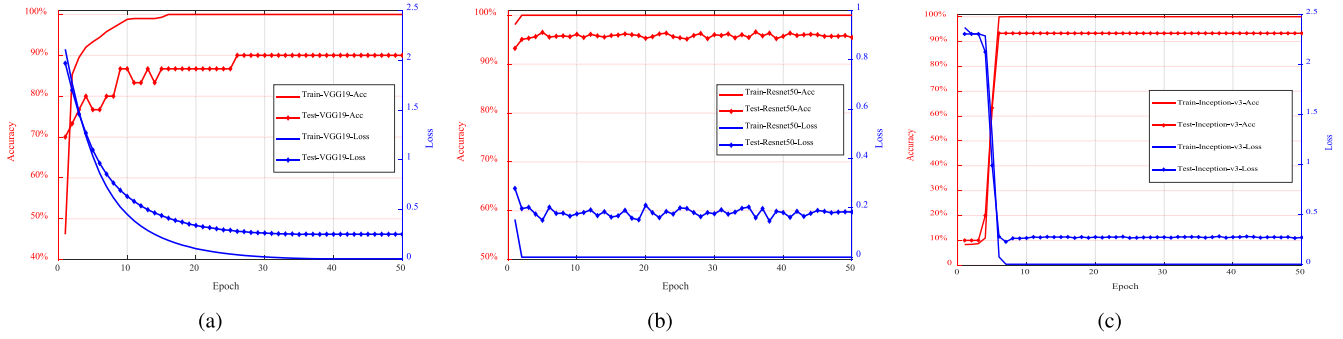 100%
90%
80%
70%
60%
50%
40%
Accuracy
2.5
2
1.5
1
0.5
0
Loss
Train-VGG19-Acc
Test-VGG19-Acc
Train-VGG19-Loss
Test-VGG19-Loss
0 10 20 30 40 50
Epoch
(a)
100%
90%
80%
70%
60%
50%
Accuracy
1
0.8
0.6
0.4
0.2
0
Loss
Train-Resnet50-Acc
Test-Resnet50-Acc
Train-Resnet50-Loss
Test-Resnet50-Loss
0 10 20 30 40 50
Epoch
(b)
100%
90%
80%
70%
60%
50%
40%
30%
20%
10%
0%
Accuracy
2.5
2
1.5
1
0.5
0
Loss
Train-Inception-v3-Acc
Test-Inception-v3-Acc
Train-Inception-v3-Loss
Test-Inception-v3-Loss
0 10 20 30 40 50
Epoch
(c)